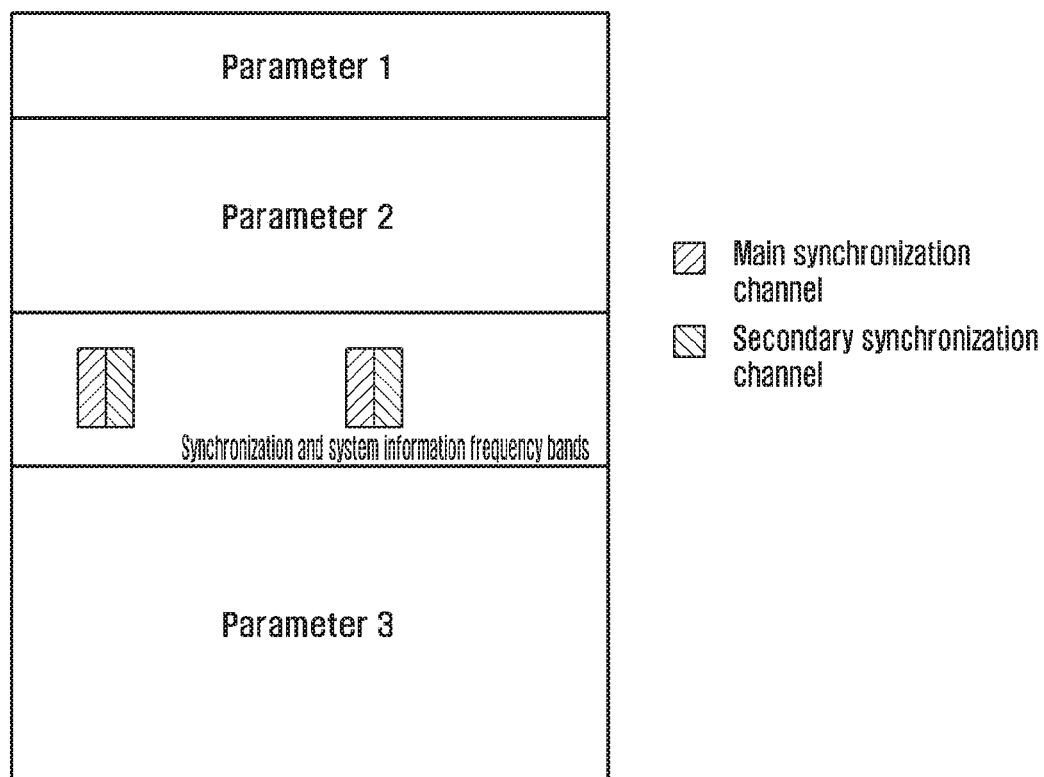 Parameter 1
Parameter 2
Synchronization and system information frequency bands
Parameter 3
Main synchronization
channel
Secondary synchronization
channel